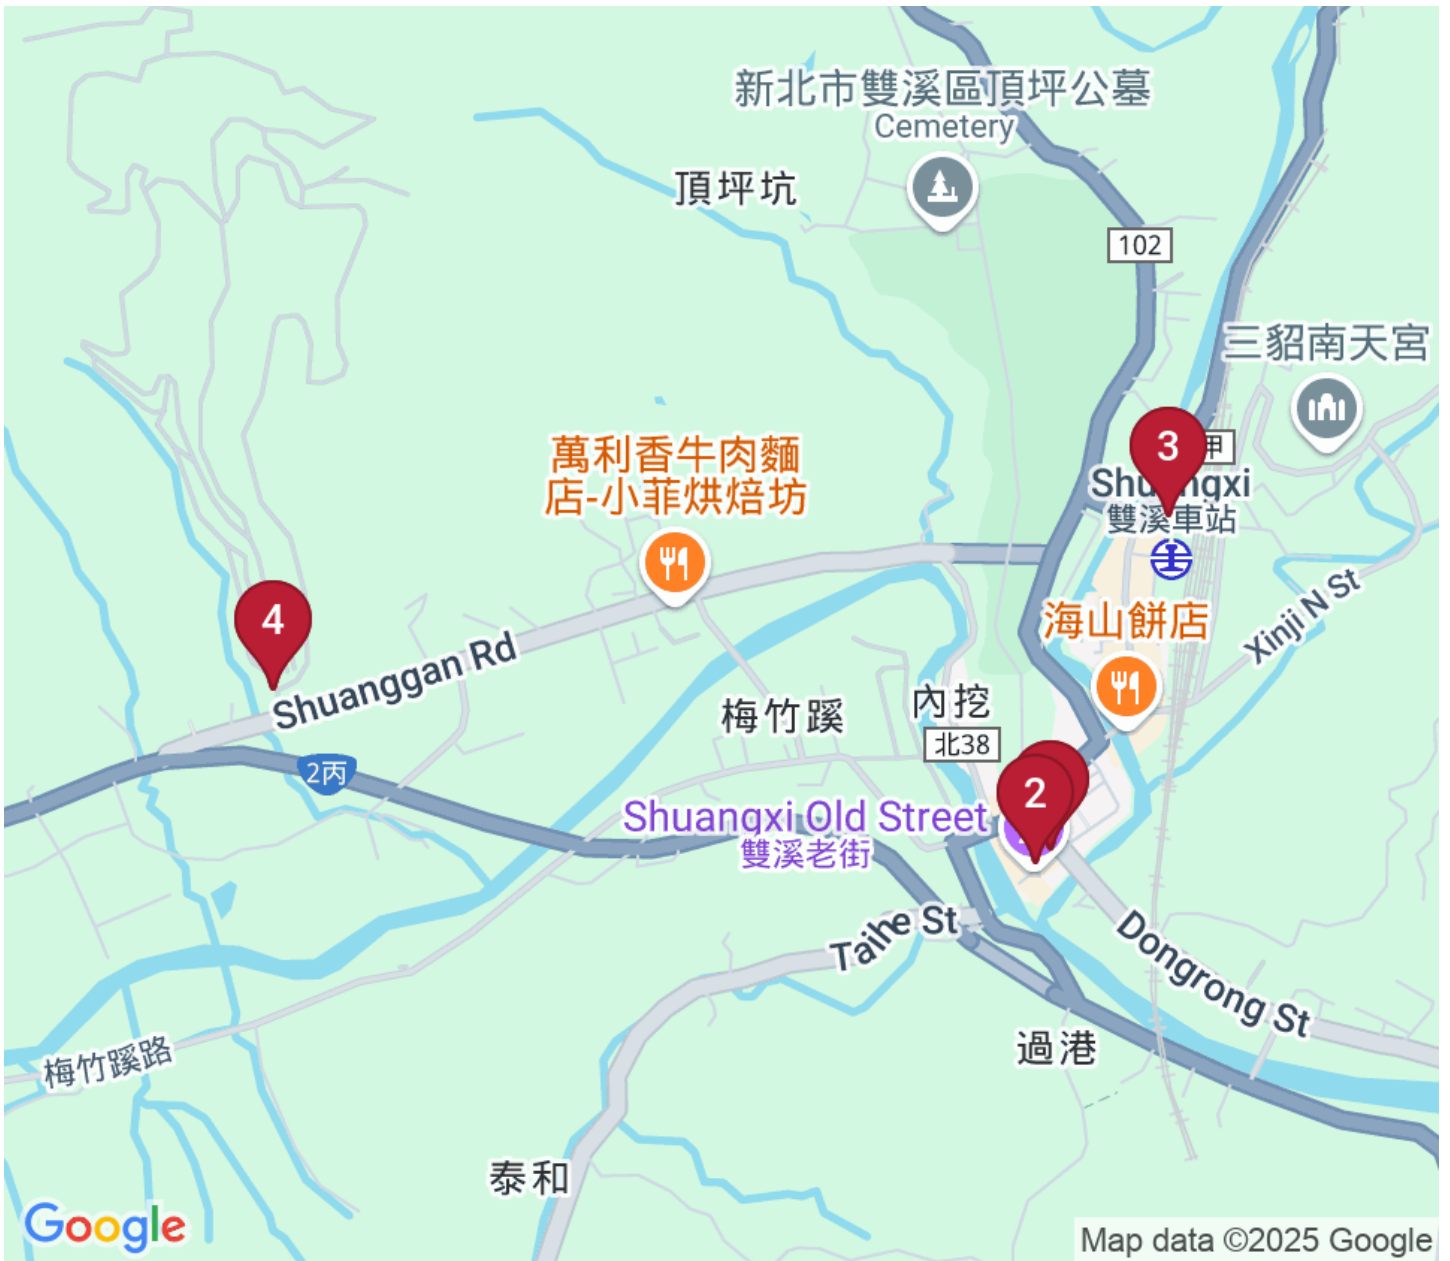 新北市雙溪區頂坪公墓
Cemetery
頂坪坑
102
三貂南天宮
萬利香牛肉麵
店-小菲烘焙坊
3
甲
雙溪車站
海山餅店
Xinji N St
4
Shuanggan Rd
梅竹蹊
內挖
北38
2丙
2
Shuangxi Old Street
雙溪老街
Taihe St
Dongrong St
梅竹蹊路
過港
泰和
Google
Map data ©2025 Google